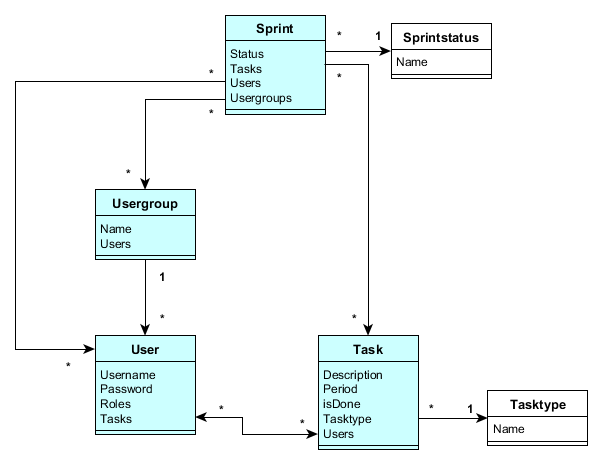 Sprint
Status
Tasks
Users
Usergroups
* 1
*
*
*
Sprintstatus
Name
*
Usergroup
Name
Users
1
*
*
*
User
Username
Password
Roles
Tasks
*
*
Task
Description
Period
isDone
Tasktype
Users
* 1
Tasktype
Name